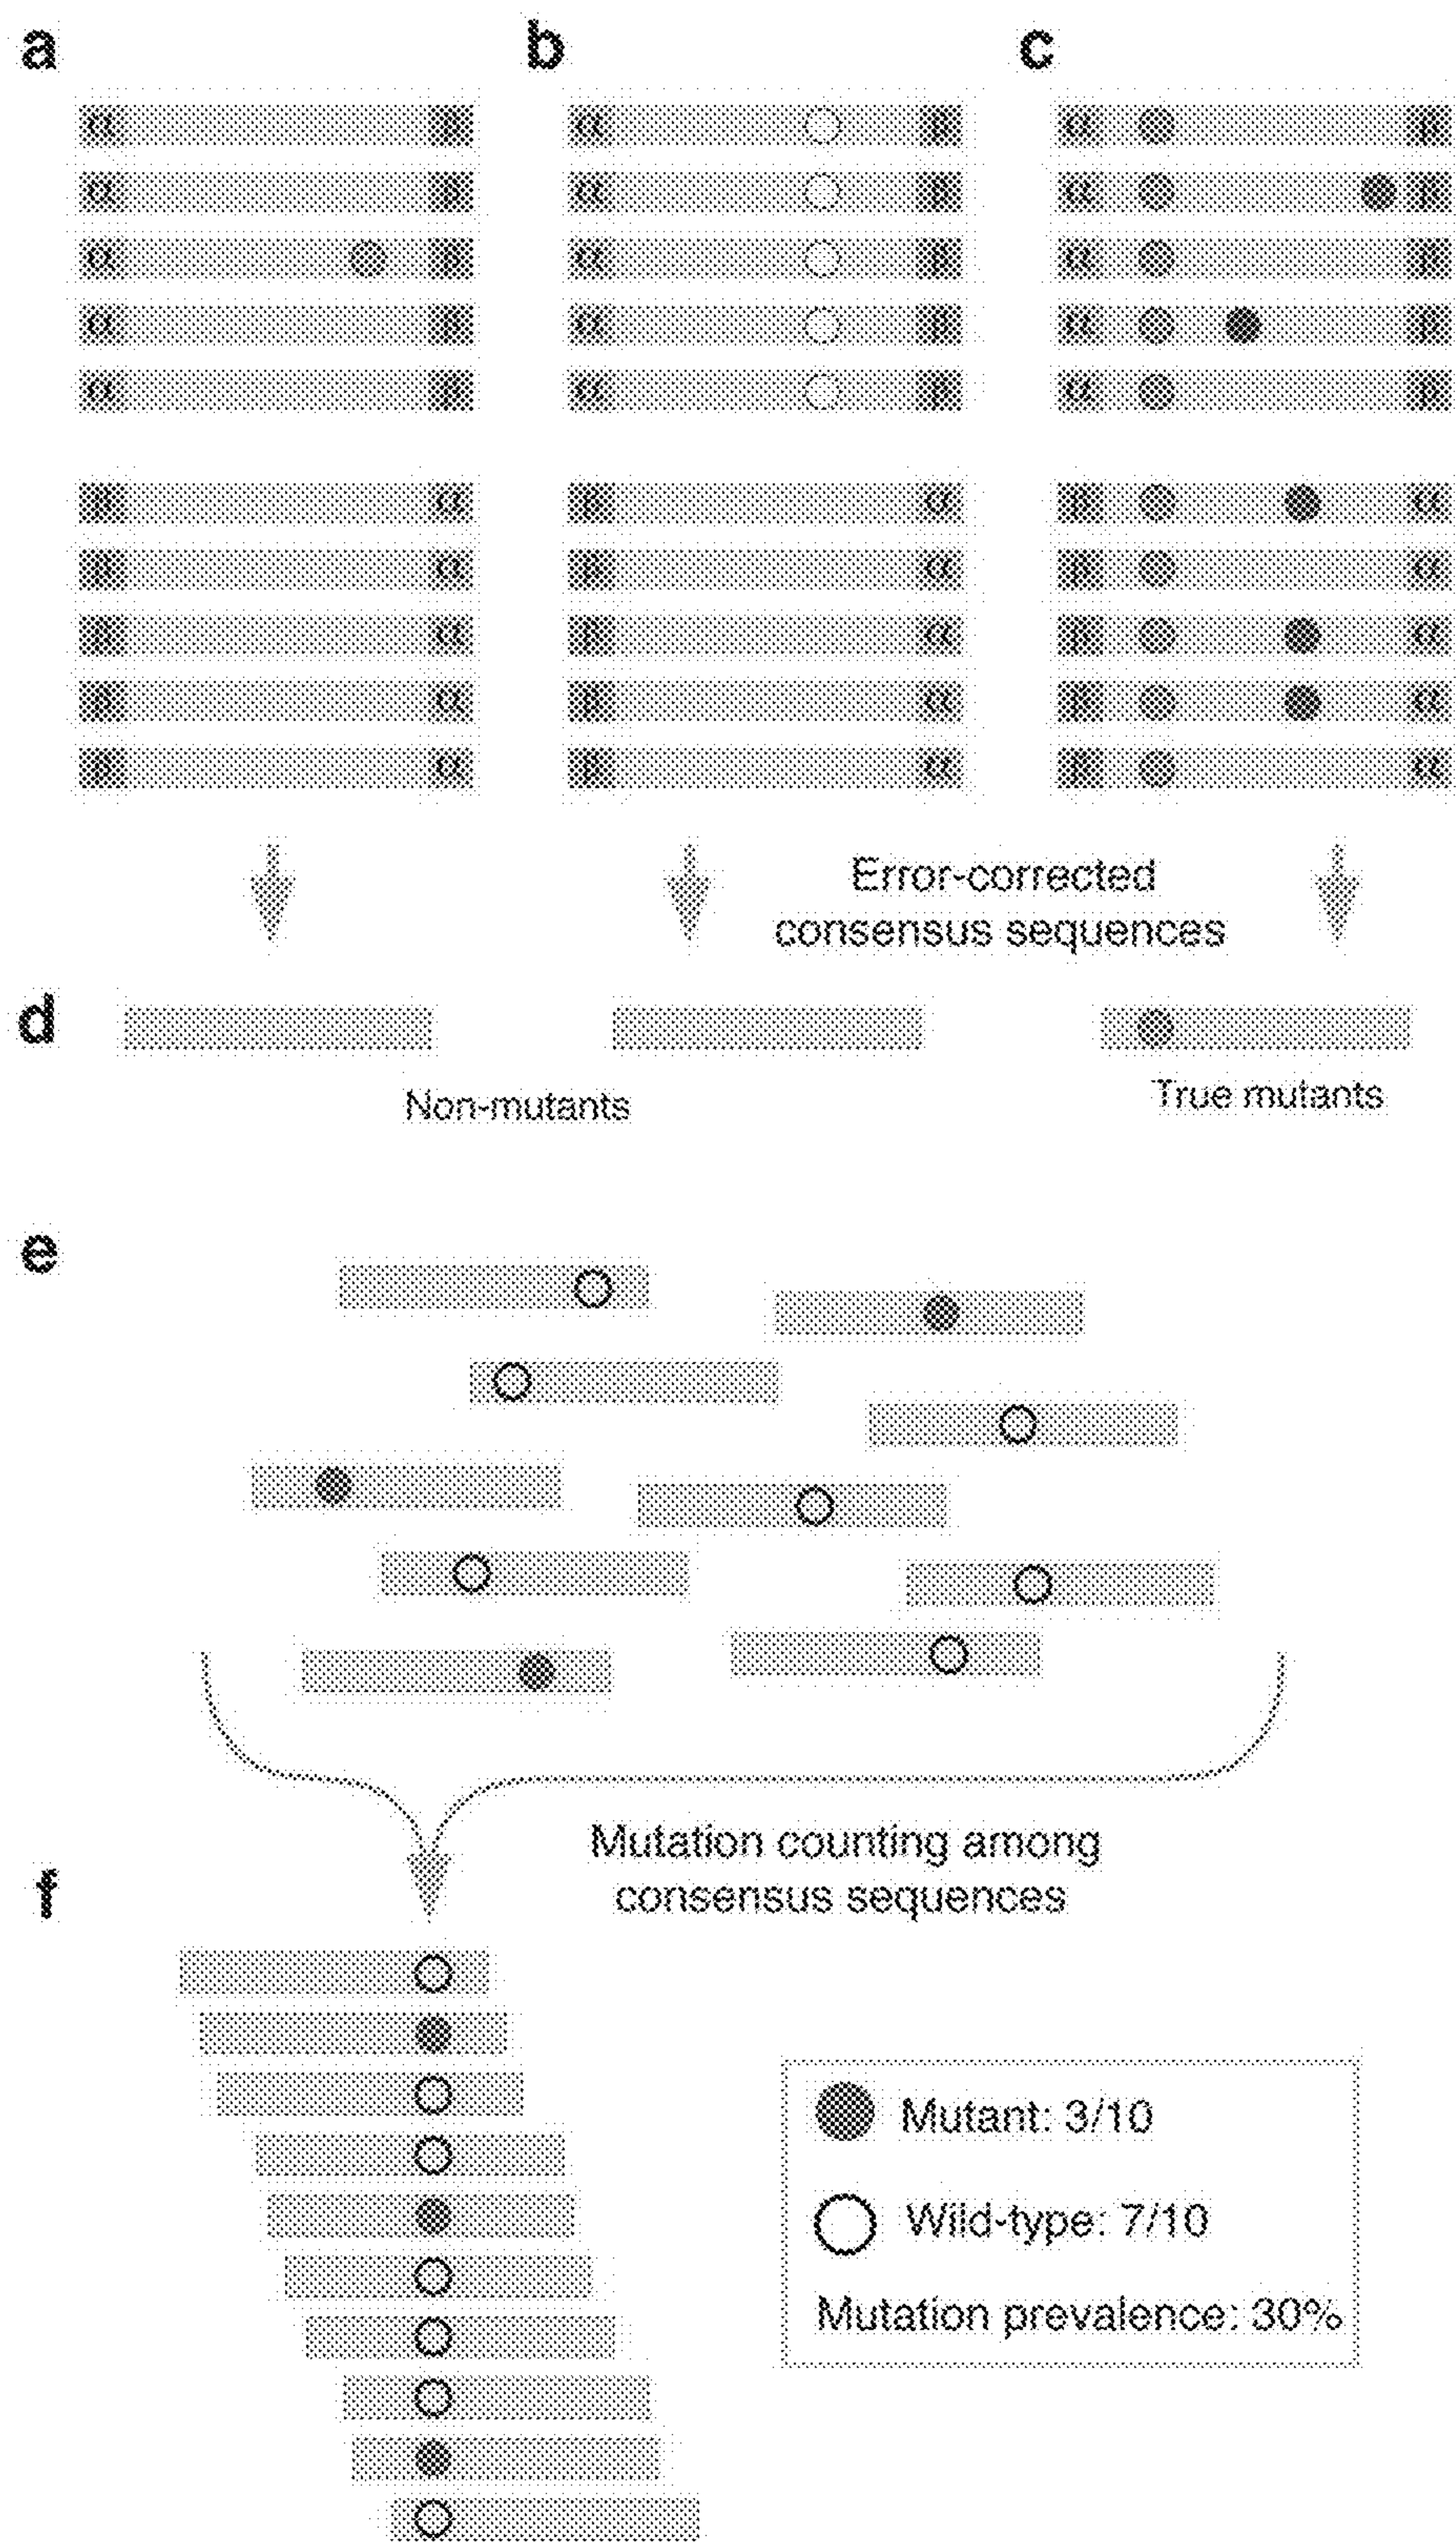 a b c
α β α β α β
α β α β α β
α β α β α β
α β α β α β
α β α β α β
β α β α β α
β α β α β α
β α β α β α
β α β α β α
β α β α β α
Error-corrected
consensus sequences
d
Non-mutants
True mutants
e
Mutation counting among
consensus sequences
f
Mutant: 3/10
Wild-type: 7/10
Mutation prevalence: 30%